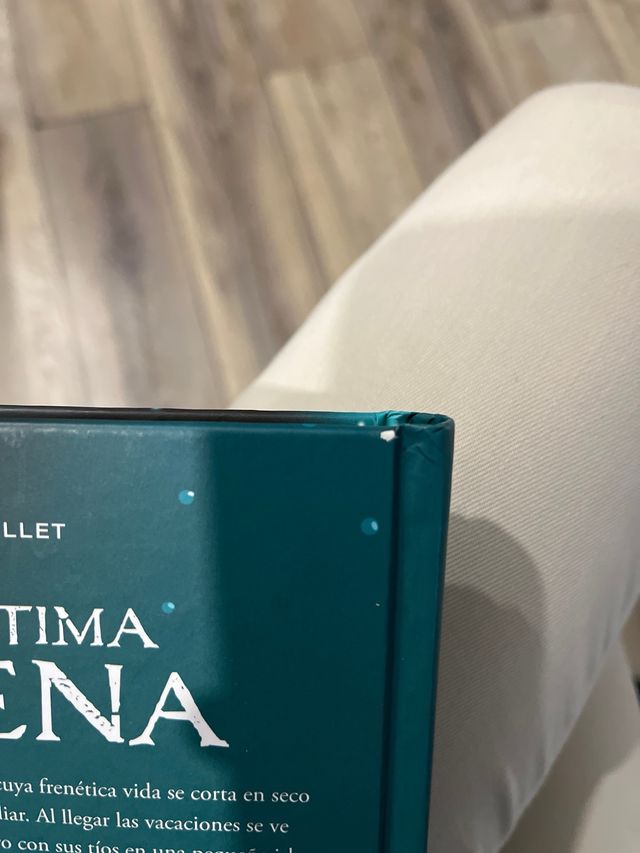 LLET
TIMA
ENA
cuya frenética vida se corta en seco
liar. Al llegar las vacaciones se ve
o con sus tíos en una